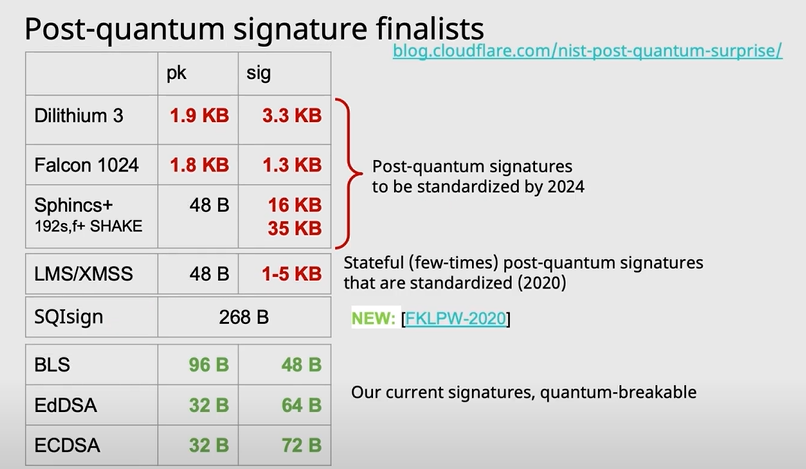 Post-quantum signature finalists
blog.cloudflare.com/nist-post-quantum-surprise/
pk sig
Dilithium 3 1.9 KB 3.3 KB
Falcon 1024 1.8 KB 1.3 KB
Post-quantum signatures
to be standardized by 2024
Sphincs+ 48 B 16 KB
192s,f+ SHAKE 35 KB
LMS/XMSS 48 B 1-5 KB
Stateful (few-times) post-quantum signatures
that are standardized (2020)
SQIsign 268 B
NEW: [FKLPW-2020]
BLS 96 B 48 B
EdDSA 32 B 64 B
ECDSA 32 B 72 B
Our current signatures, quantum-breakable